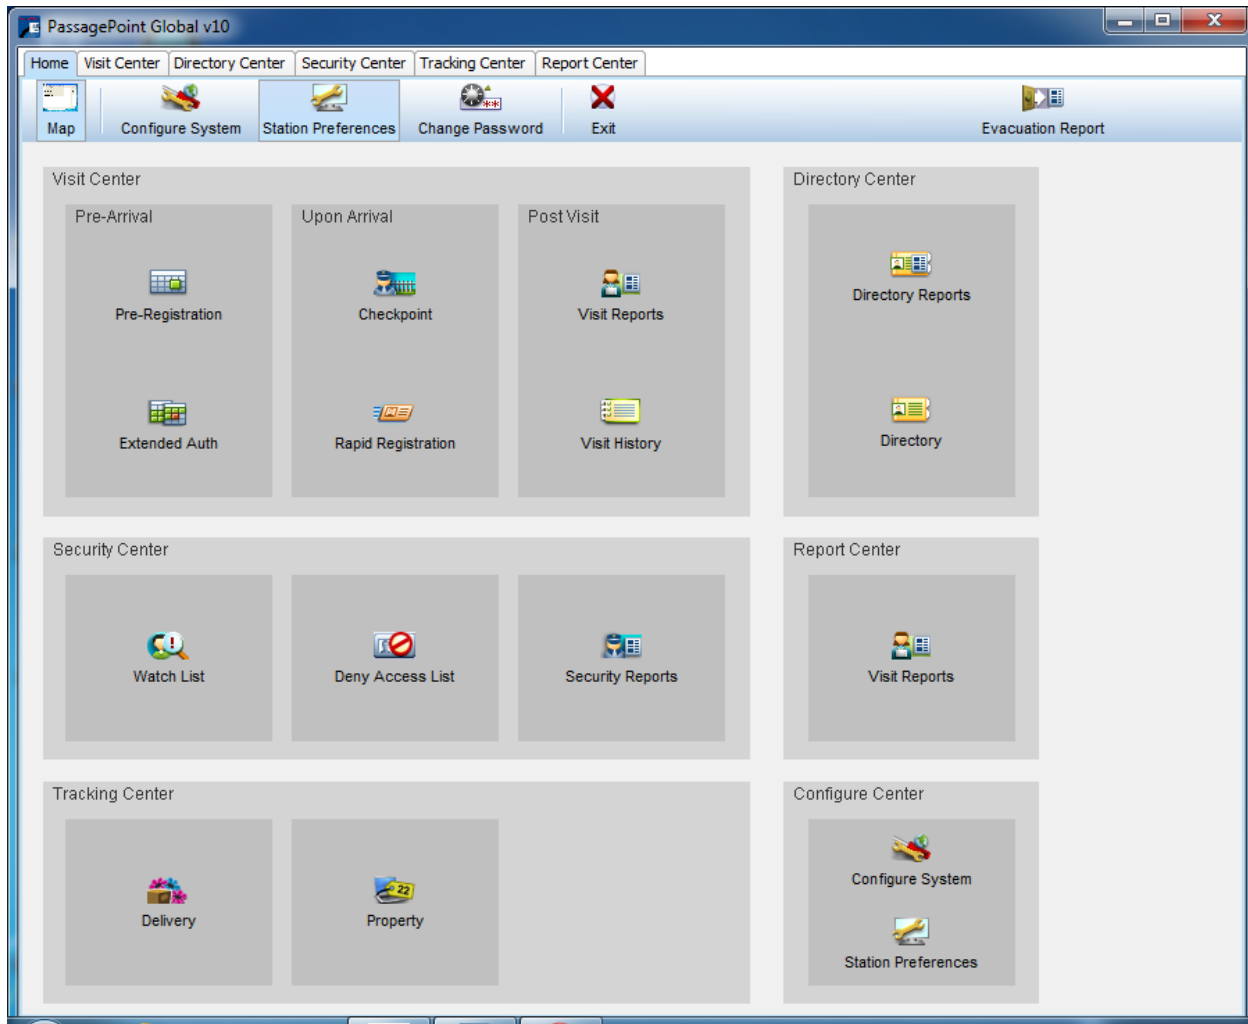 PassagePoint Global v10
Home Visit Center Directory Center Security Center Tracking Center Report Center
Map Configure System Station Preferences Change Password Exit Evacuation Report
Visit Center
Pre-Arrival
Pre-Registration
Extended Auth
Upon Arrival
Checkpoint
Rapid Registration
Post Visit
Visit Reports
Visit History
Directory Center
Directory Reports
Directory
Security Center
Watch List
Deny Access List
Security Reports
Report Center
Visit Reports
Tracking Center
Delivery
22
Property
Configure Center
Configure System
Station Preferences